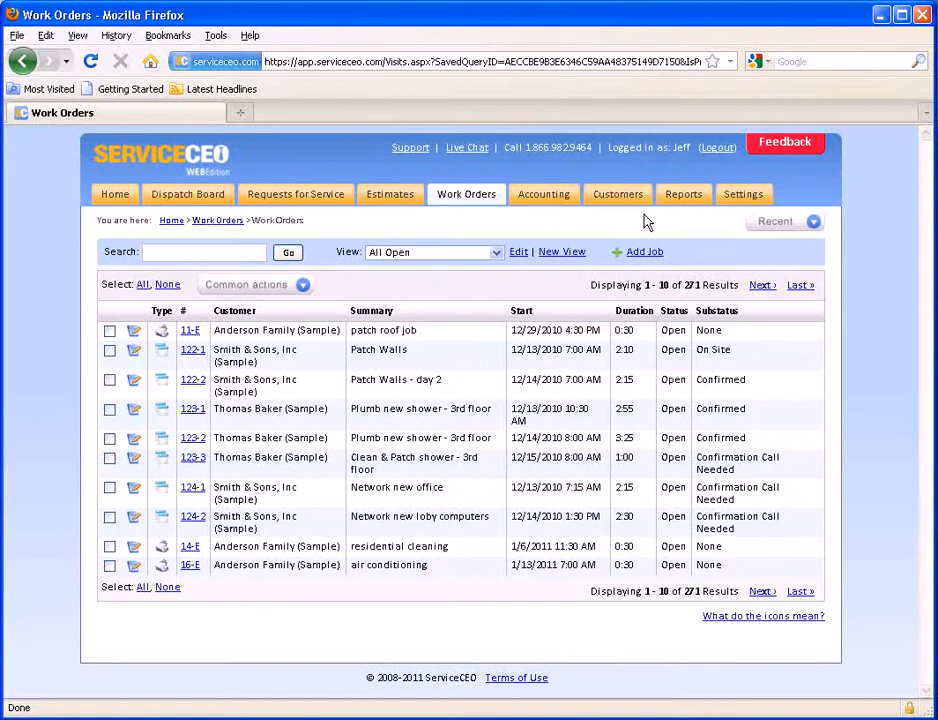 Work Orders - Mozilla Firefox
File Edit View History Bookmarks Tools Help
serviceceo.com https://app.serviceceo.com/Visits.aspx?SavedQueryID=AECCBE9B3E6346C59AA48375149D7150&IsPr Google
Most Visited Getting Started Latest Headlines
Work Orders
SERVICECEO
WEBEdition
Support | Live Chat | Call 1.866.982.9464 | Logged in as: Jeff (Logout) Feedback
Home Dispatch Board Requests for Service Estimates Work Orders Accounting Customers Reports Settings
You are here: Home > Work Orders >WorkOrders Recent
Search: Go View: All Open Edit | New View Add Job
Select: All, None Common actions Displaying 1 - 10 of 271 Results Next › Last »
Type # Customer Summary Start Duration Status Substatus
11-E Anderson Family (Sample) patch roof job 12/29/2010 4:30 PM 0:30 Open None
122-1 Smith & Sons, Inc Patch Walls 12/13/2010 7:00 AM 2:10 Open On Site
(Sample)
122-2 Smith & Sons, Inc Patch Walls - day 2 12/14/2010 7:00 AM 2:15 Open Confirmed
(Sample)
123-1 Thomas Baker (Sample) Plumb new shower - 3rd floor 12/13/2010 10:30 2:55 Open Confirmed
AM
123-2 Thomas Baker (Sample) Plumb new shower - 3rd floor 12/14/2010 8:00 AM 3:25 Open Confirmed
123-3 Thomas Baker (Sample) Clean & Patch shower - 3rd 12/15/2010 8:00 AM 1:00 Open Confirmation Call
floor Needed
124-1 Smith & Sons, Inc Network new office 12/13/2010 7:15 AM 2:15 Open Confirmation Call
(Sample) Needed
124-2 Smith & Sons, Inc Network new loby computers 12/14/2010 1:30 PM 2:30 Open Confirmation Call
(Sample) Needed
14-E Anderson Family (Sample) residential cleaning 1/6/2011 11:30 AM 0:30 Open None
16-E Anderson Family (Sample) air conditioning 1/13/2011 7:00 AM 0:30 Open None
Select: All, None Displaying 1 - 10 of 271 Results Next › Last »
What do the icons mean?
© 2008-2011 ServiceCEO Terms of Use
Done